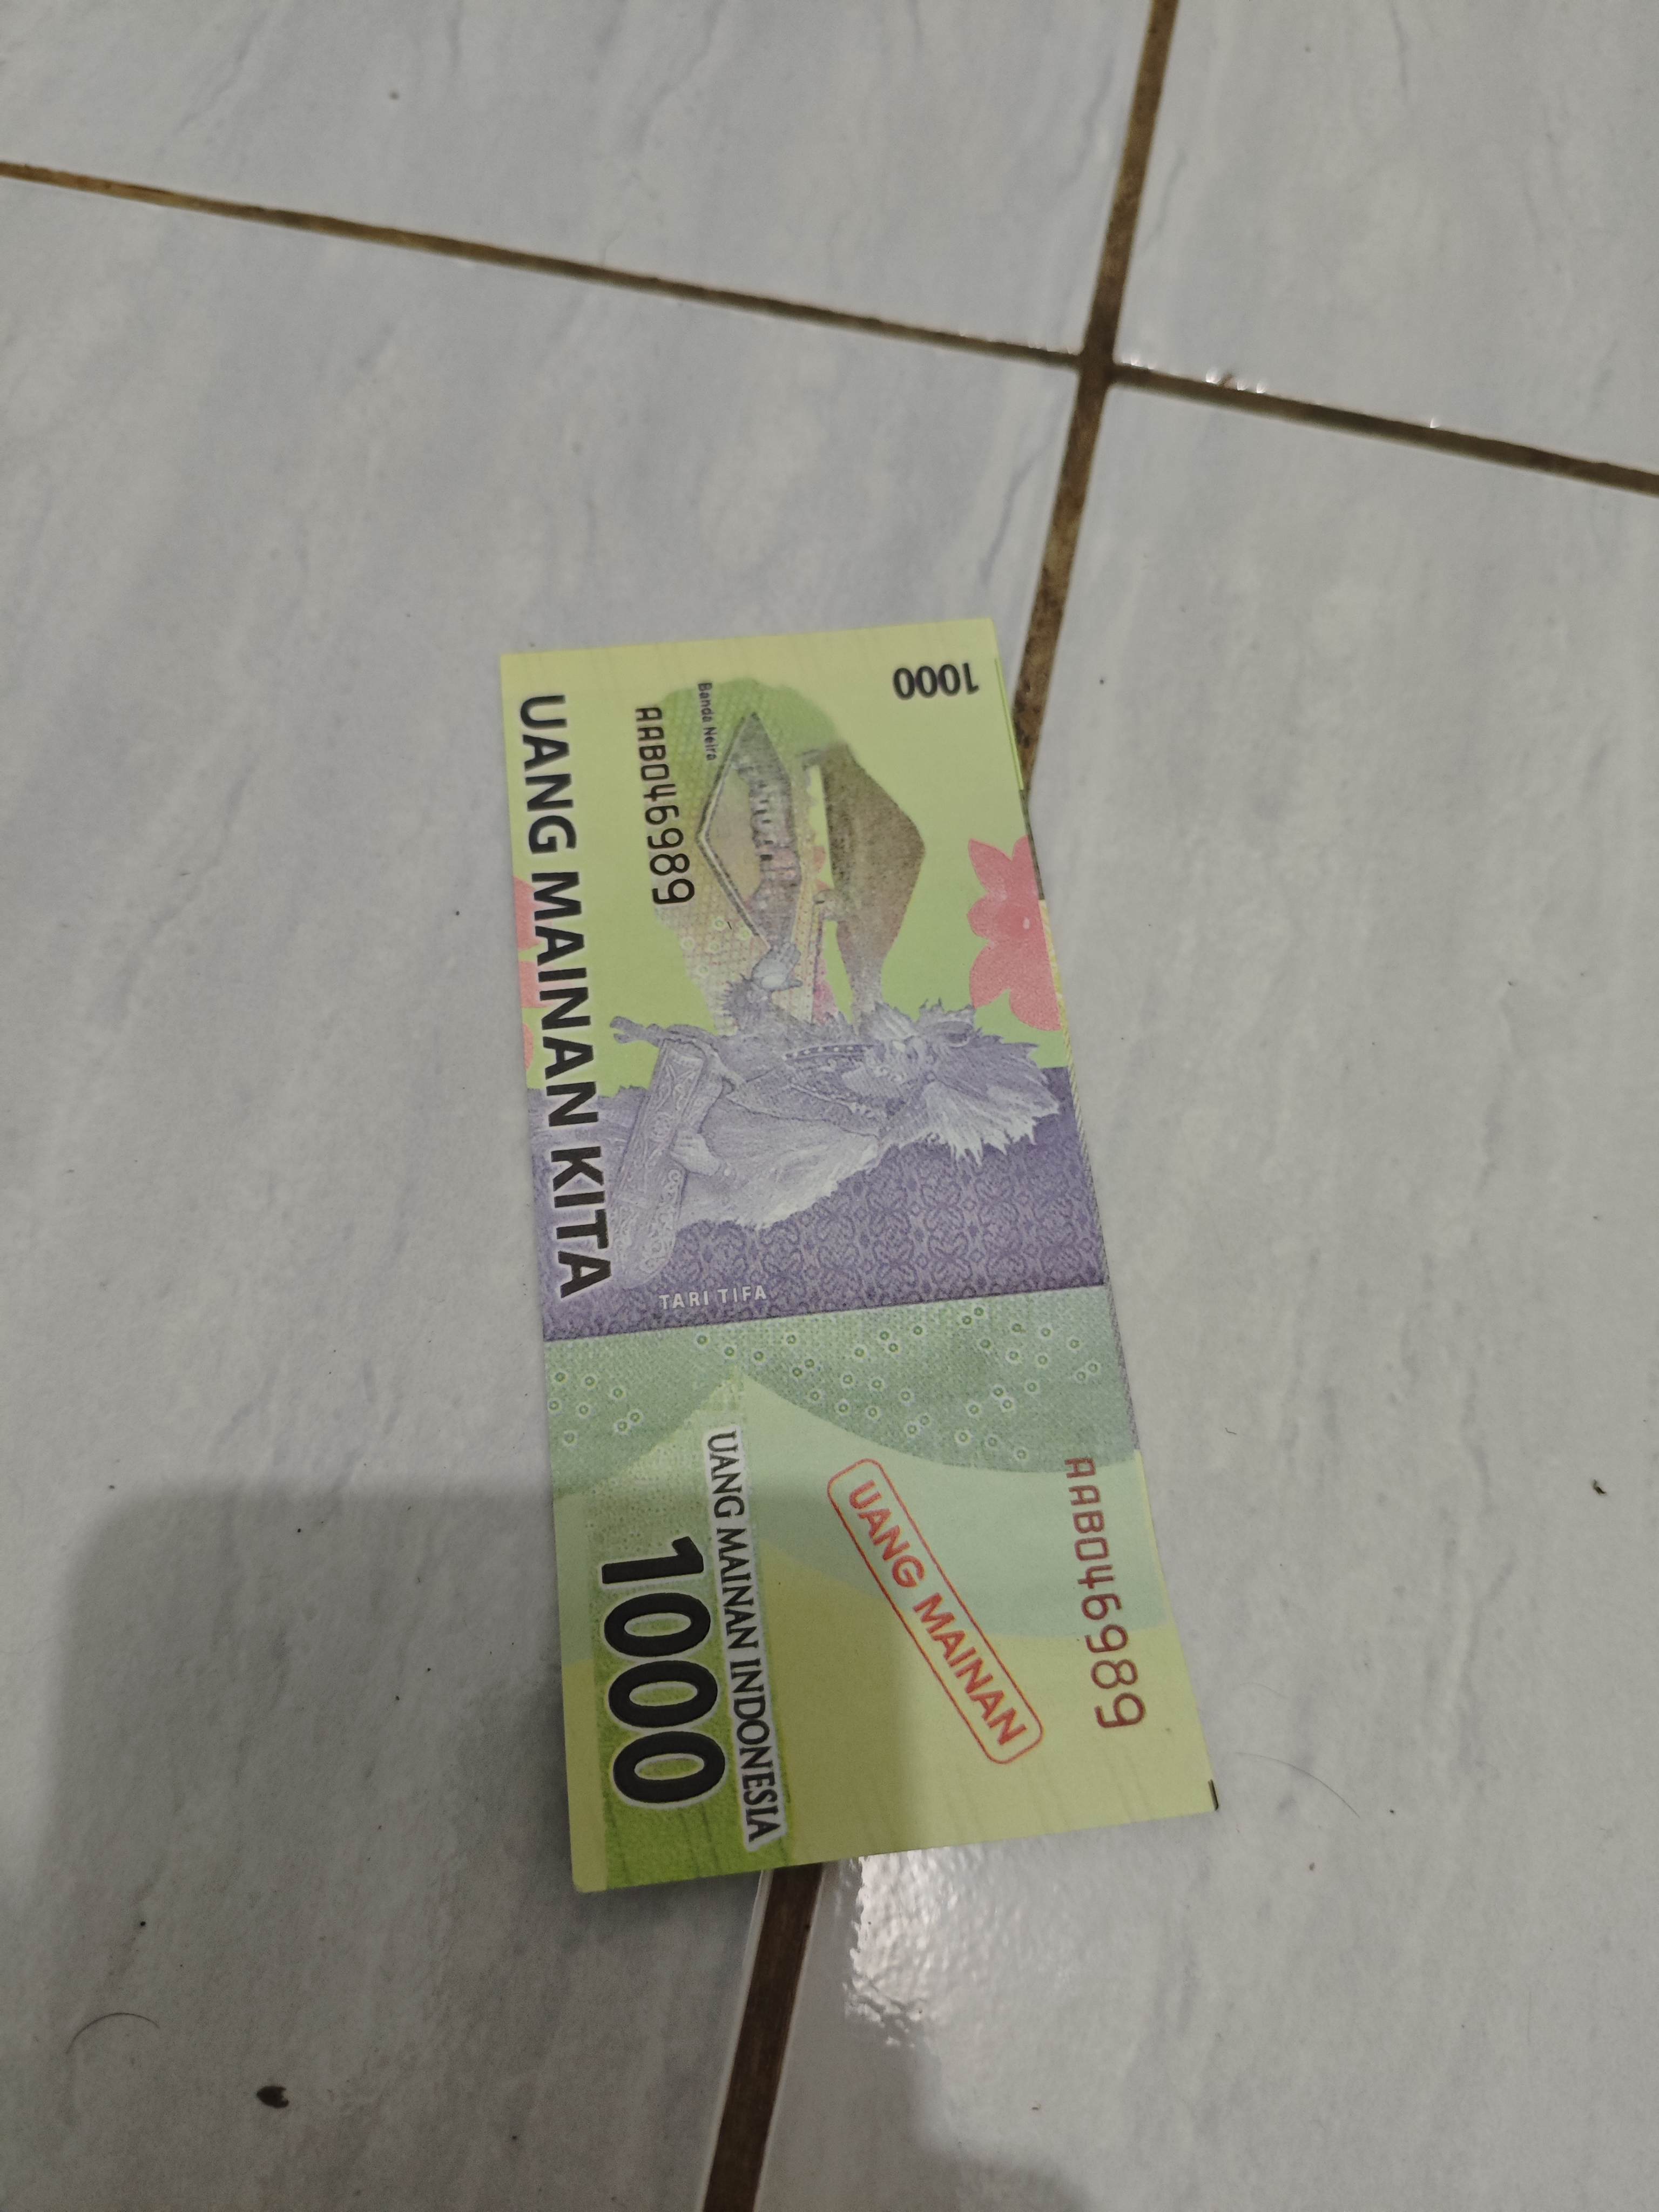 1000
Banda Neira
AAB046989
UANG MAINAN KITA
TARI TIFA
AAB046989
UANG MAINAN
UANG MAINAN INDONESIA
1000